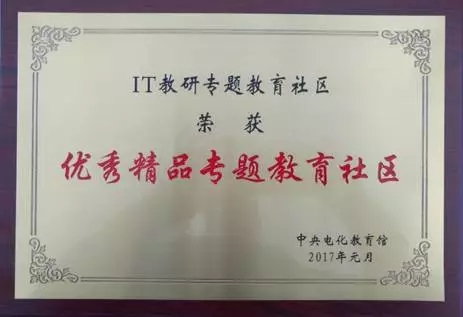 IT教研专题教育社区
荣获
优秀精品专题教育社区
中央电化教育馆
2017年元月